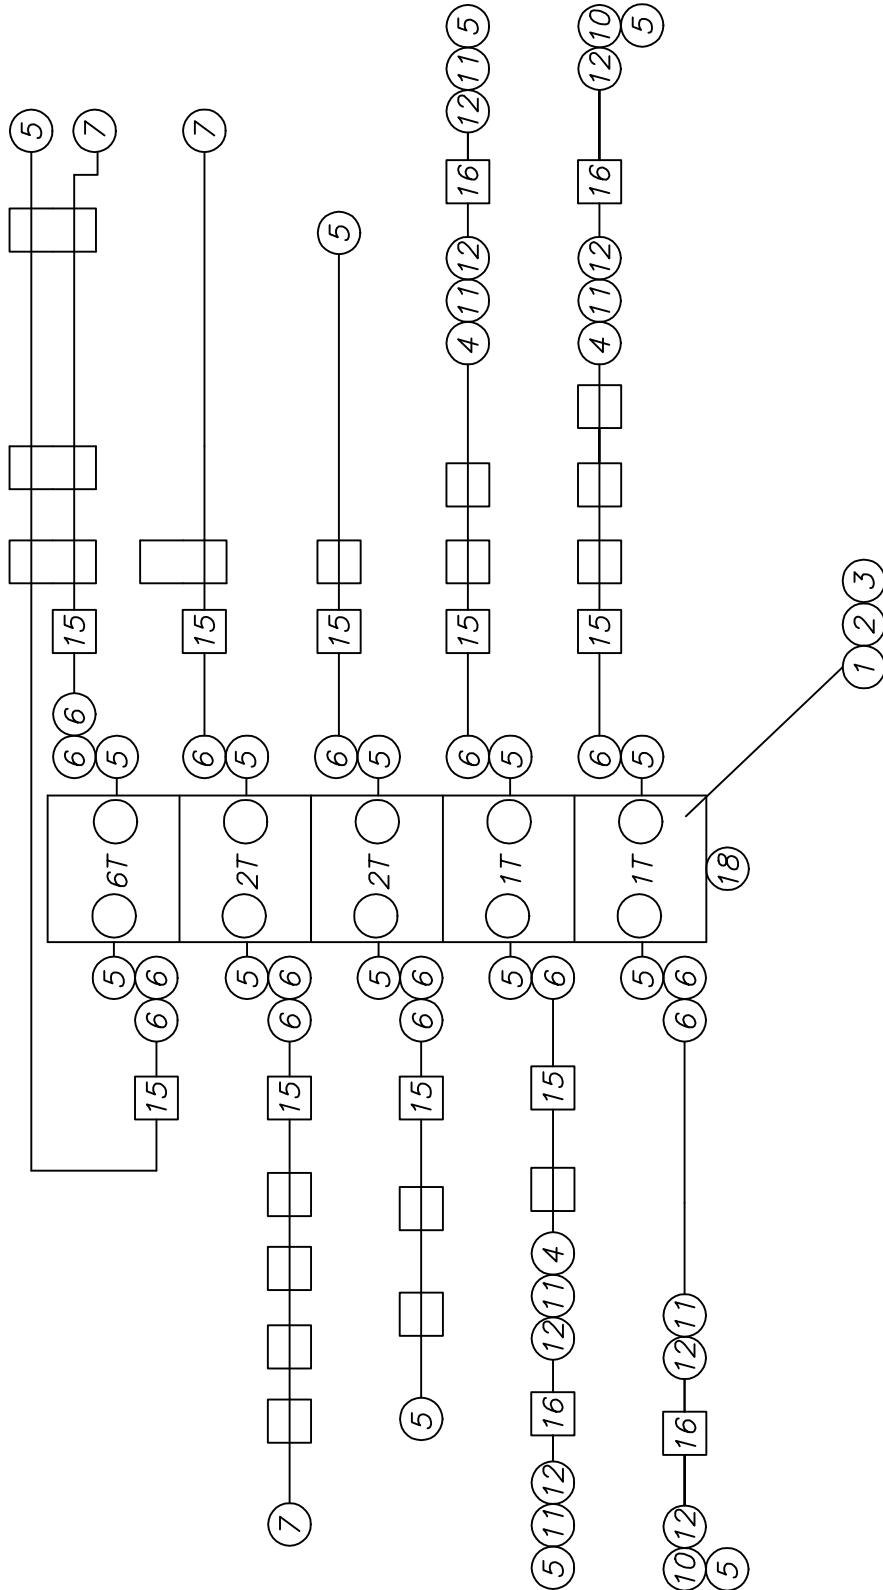 5
6 6 15 7
5 6T 5
15 6 6
6 15 7
5 2T 5
7 15 6 6
6 15 5
5 2T 5
5 15 6 6
6 15 4 11 12 16 12 11 5
5 1T 5
5 11 12 16 12 11 4 15 6
6 15 4 11 12 16 12 10
5 1T 5 5
10 12 16 12 11 6 6
5 18
1 2 3